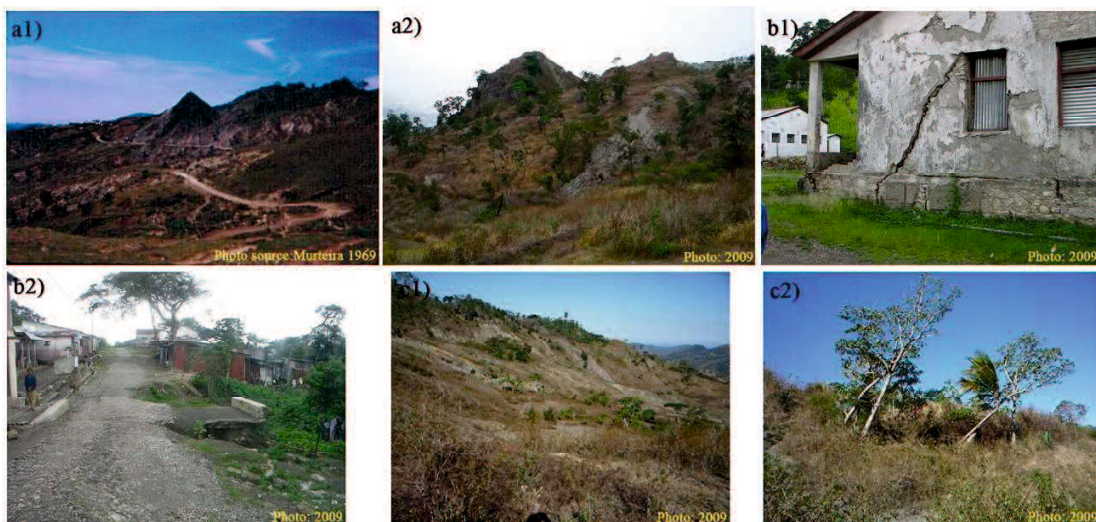 a1)
Photo source:Murteira 1969
a2)
Photo: 2009
b1)
Photo: 2009
b2)
Photo: 2009
c1)
Photo: 2009
c2)
Photo: 2009